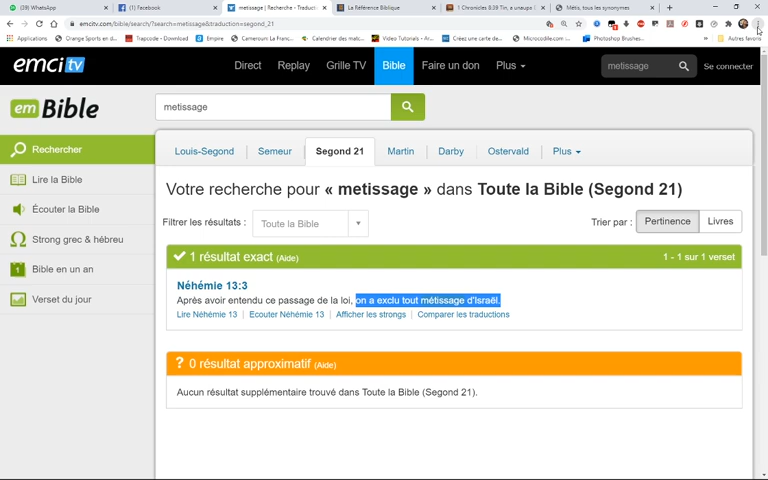 (39) WhatsApp
(1) Facebook
metissage | Recherche - Traducti
La Référence Biblique
1 Chronicles 8,39 Tin, a unaups l
Métis, tous les synonymes
emcitv.com/bible/search/?search=metissage&traduction=segond_21
Applications
Orange Sports en d...
Trapcode - Download
Empire
Cameroun: La Franç...
Calendrier des matc...
Video Tutorials - Ar...
Créez une carte de...
Microcodile.com ...
Photoshop Brushes...
»
Autres favoris
emci tv
Direct
Replay
Grille TV
Bible
Faire un don
Plus
metissage
Se connecter
em Bible
metissage
Rechercher
Lire la Bible
Écouter la Bible
Strong grec & hébreu
Bible en un an
Verset du jour
Louis-Segond
Semeur
Segond 21
Martin
Darby
Ostervald
Plus
Votre recherche pour « metissage » dans Toute la Bible (Segond 21)
Filtrer les résultats :
Toute la Bible
Trier par :
Pertinence
Livres
1 résultat exact (Aide)
1 - 1 sur 1 verset
Néhémie 13:3
Après avoir entendu ce passage de la loi, on a exclu tout métissage d'Israël.
Lire Néhémie 13 | Ecouter Néhémie 13 | Afficher les strongs | Comparer les traductions
? 0 résultat approximatif (Aide)
Aucun résultat supplémentaire trouvé dans Toute la Bible (Segond 21).